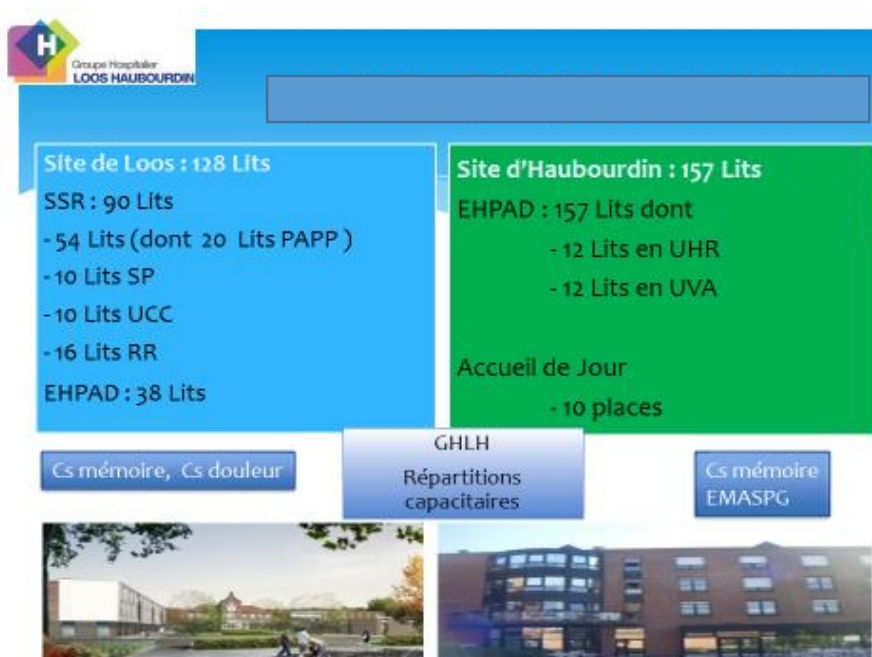 H
Groupe Hospitalier
LOOS HAUBOURDIN
Site de Loos : 128 Lits
SSR : 90 Lits
- 54 Lits (dont 20 Lits PAPP )
- 10 Lits SP
- 10 Lits UCC
- 16 Lits RR
EHPAD : 38 Lits
Site d'Haubourdin : 157 Lits
EHPAD : 157 Lits dont
- 12 Lits en UHR
- 12 Lits en UVA
Accueil de Jour
- 10 places
GHLH
Répartitions
capacitaires
Cs mémoire, Cs douleur
Cs mémoire
EMASPG